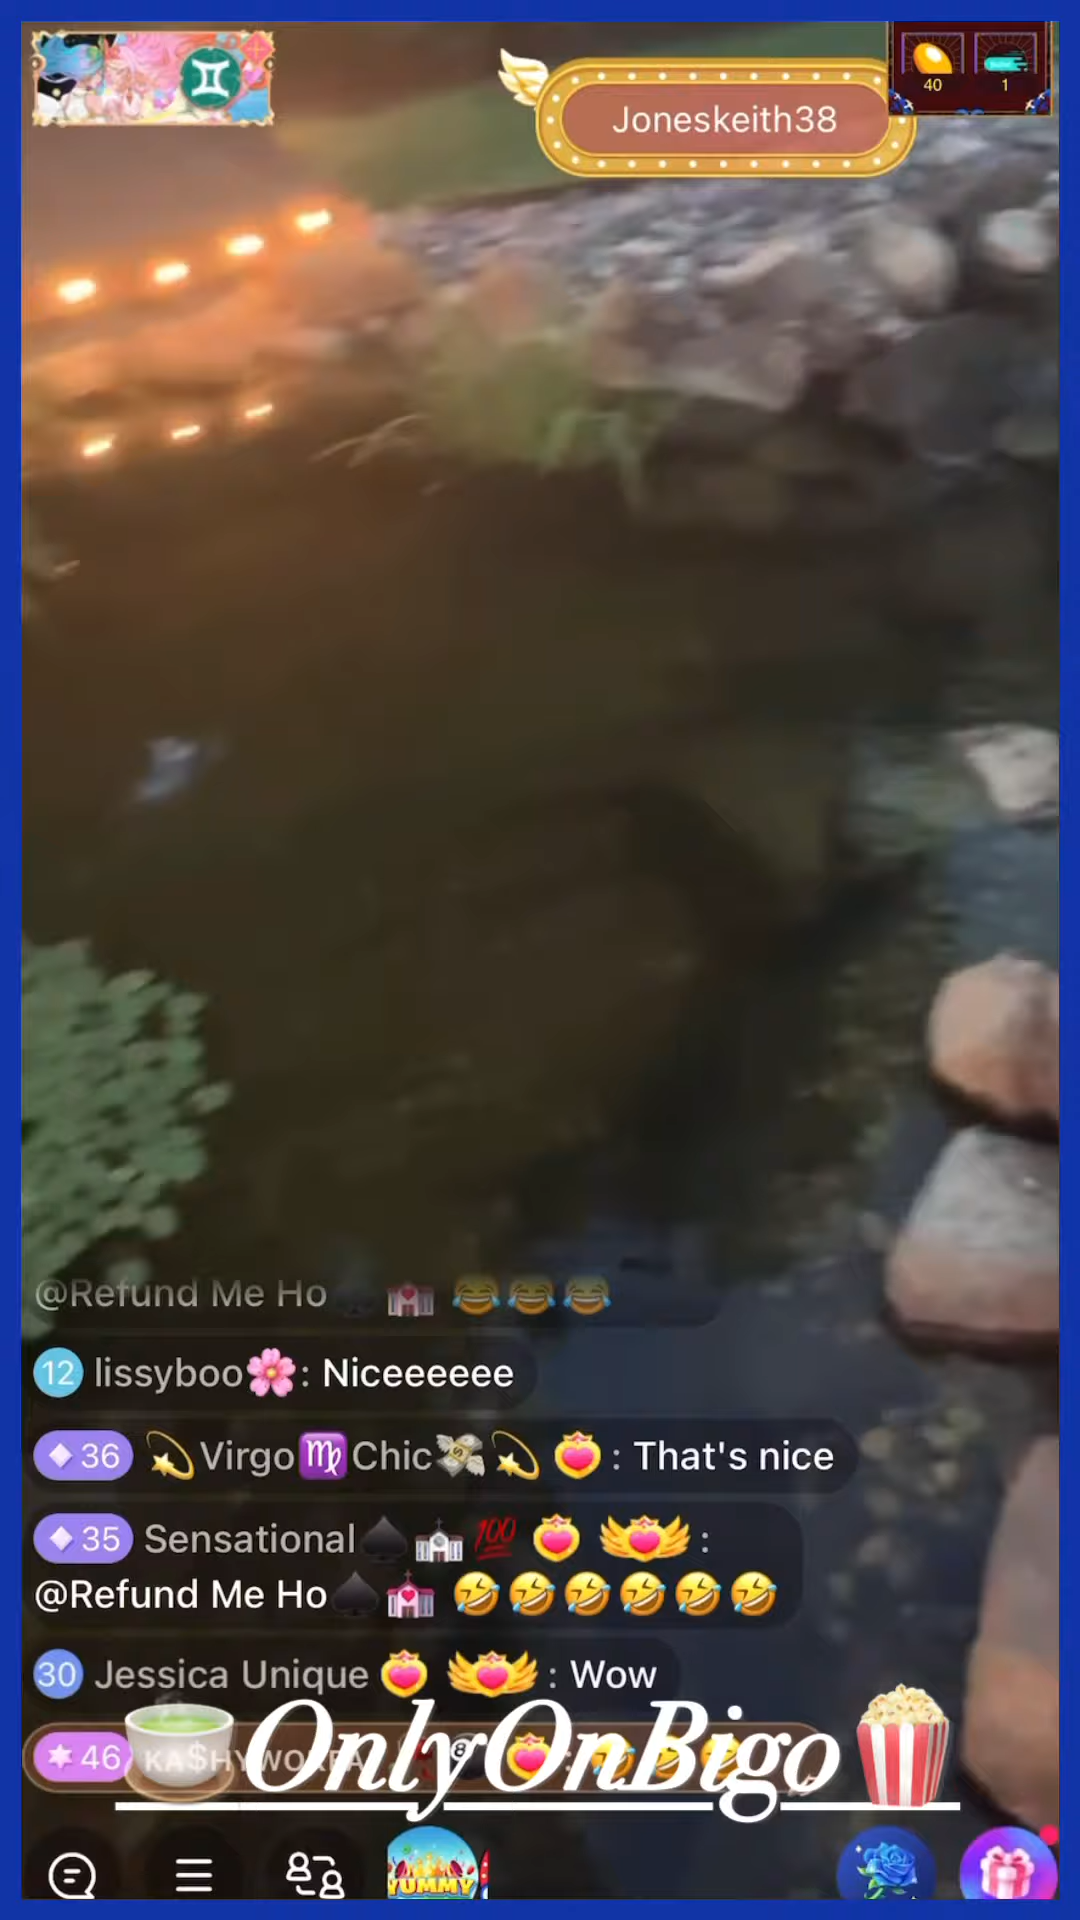 Joneskeith38
40
1
@Refund Me Ho♠️💒😂😂😂
12 lissyboo🌸: Niceeeeee
36 💫Virgo♍Chic💸💫 : That's nice
35 Sensational♠️⛪💯 :
@Refund Me Ho♠️💒🤣🤣🤣🤣🤣🤣
30 Jessica Unique : Wow
46
OnlyOnBigo
YUMMY